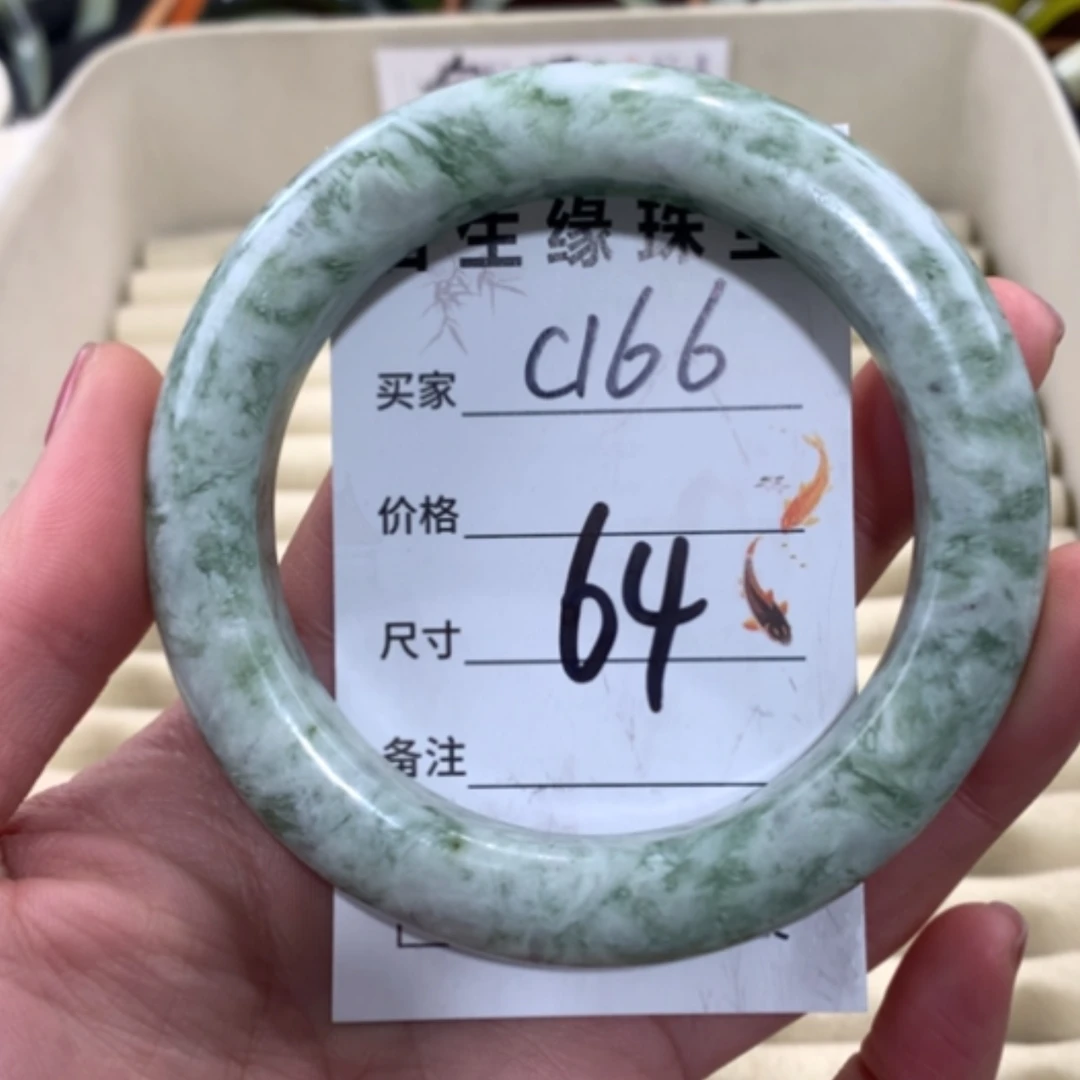 生缘珠
买家 C166
价格
尺寸 64
备注